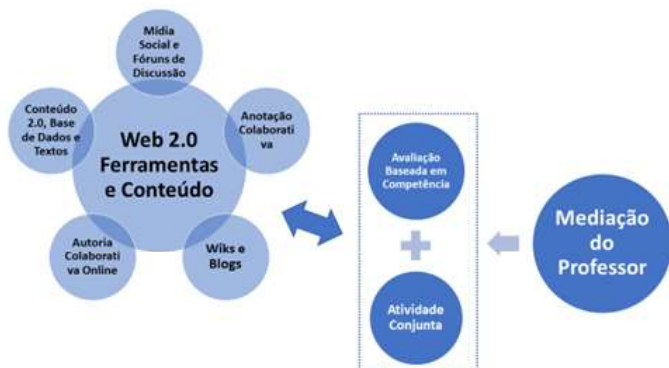 Mídia
Social e
Fóruns de
Discussão
Conteúdo
2.0, Base
de Dados e
Textos
Web 2.0
Ferramentas
e Conteúdo
Anotação
Colaborati
va
Autoria
Colaborati
va Online
Wiks e
Blogs
Avaliação
Baseada em
Competência
Atividade
Conjunta
Mediação
do
Professor